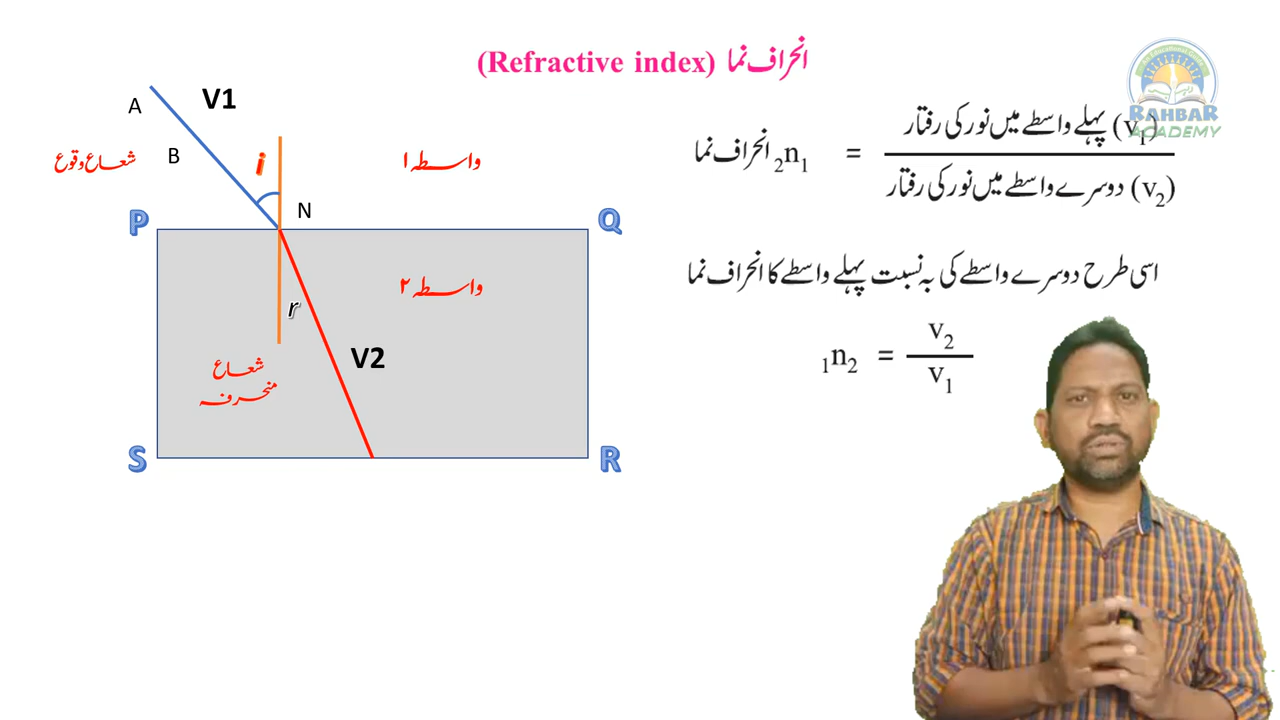 انحراف نما (Refractive index)
RAHBAR
ACADEMY
A
V1
B
i
شعاع وقوع
واسطہ ۱
N
P
Q
واسطہ ۲
r
V2
شعاع
منحرفہ
S
R
انحراف نما ₂n₁ = پہلے واسطے میں نور کی رفتار (v₁)
دوسرے واسطے میں نور کی رفتار (v₂)
اسی طرح دوسرے واسطے کی بہ نسبت پہلے واسطے کا انحراف نما
₁n₂ = v₂
v₁